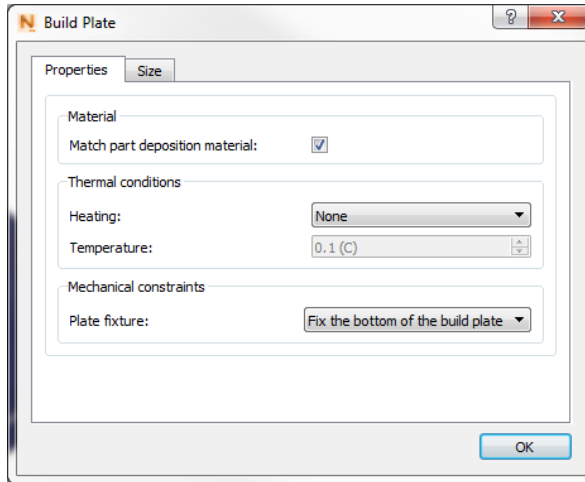 N Build Plate ? X
Properties Size
Material
Match part deposition material:
Thermal conditions
Heating: None
Temperature: 0.1 (C)
Mechanical constraints
Plate fixture: Fix the bottom of the build plate
OK